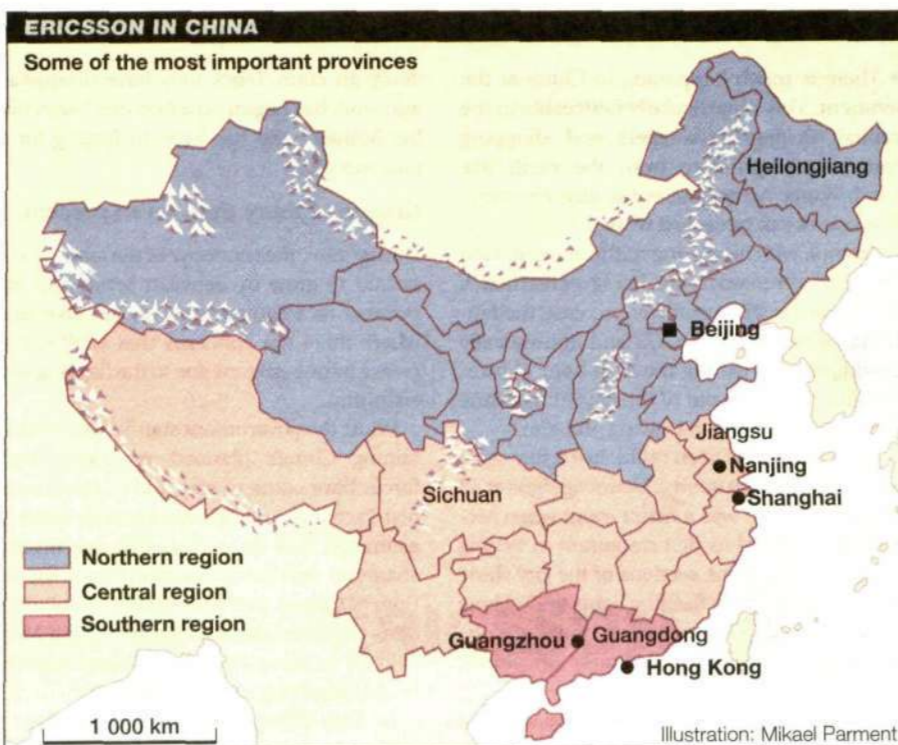 ERICSSON IN CHINA
Some of the most important provinces
Heilongjiang
Beijing
Jiangsu
Nanjing
Shanghai
Sichuan
Northern region
Central region
Southern region
Guangzhou
Guangdong
Hong Kong
1 000 km
Illustration: Mikael Parment